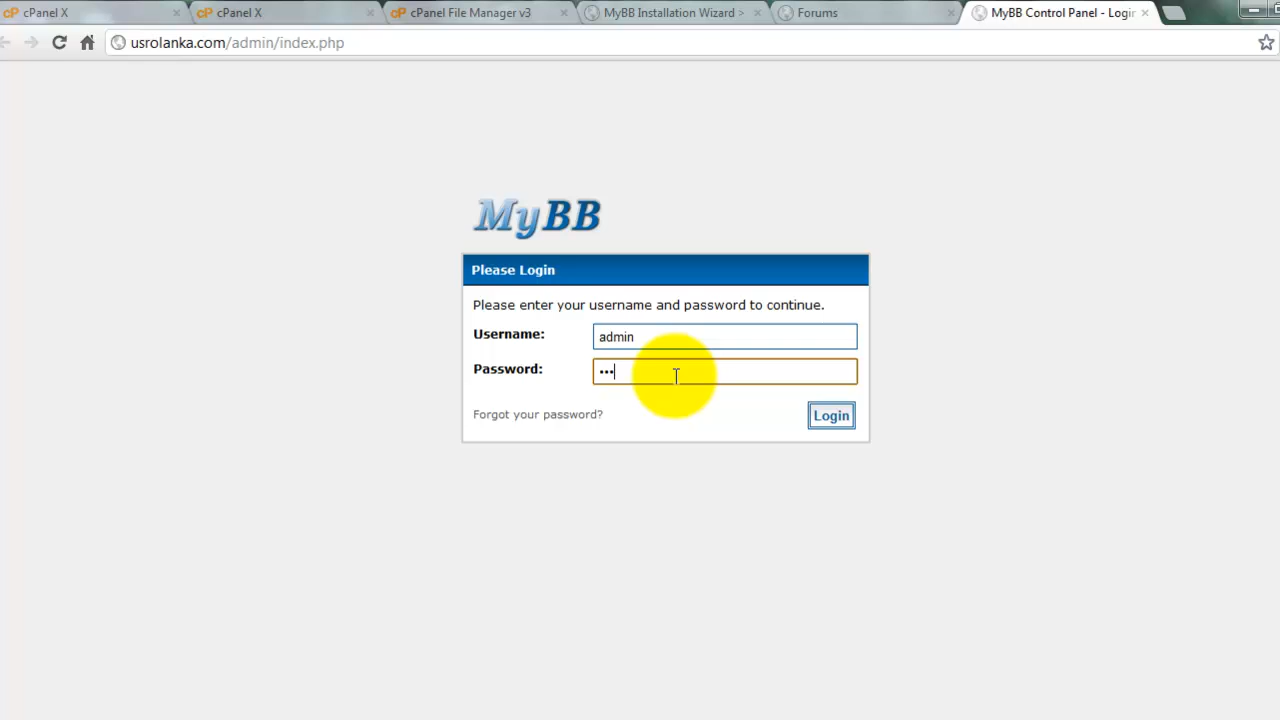 cPanel X
cPanel X
cPanel File Manager v3
MyBB Installation Wizard >
Forums
MyBB Control Panel - Login
usrolanka.com/admin/index.php
MyBB
Please Login
Please enter your username and password to continue.
Username: admin
Password: •••
Forgot your password? Login